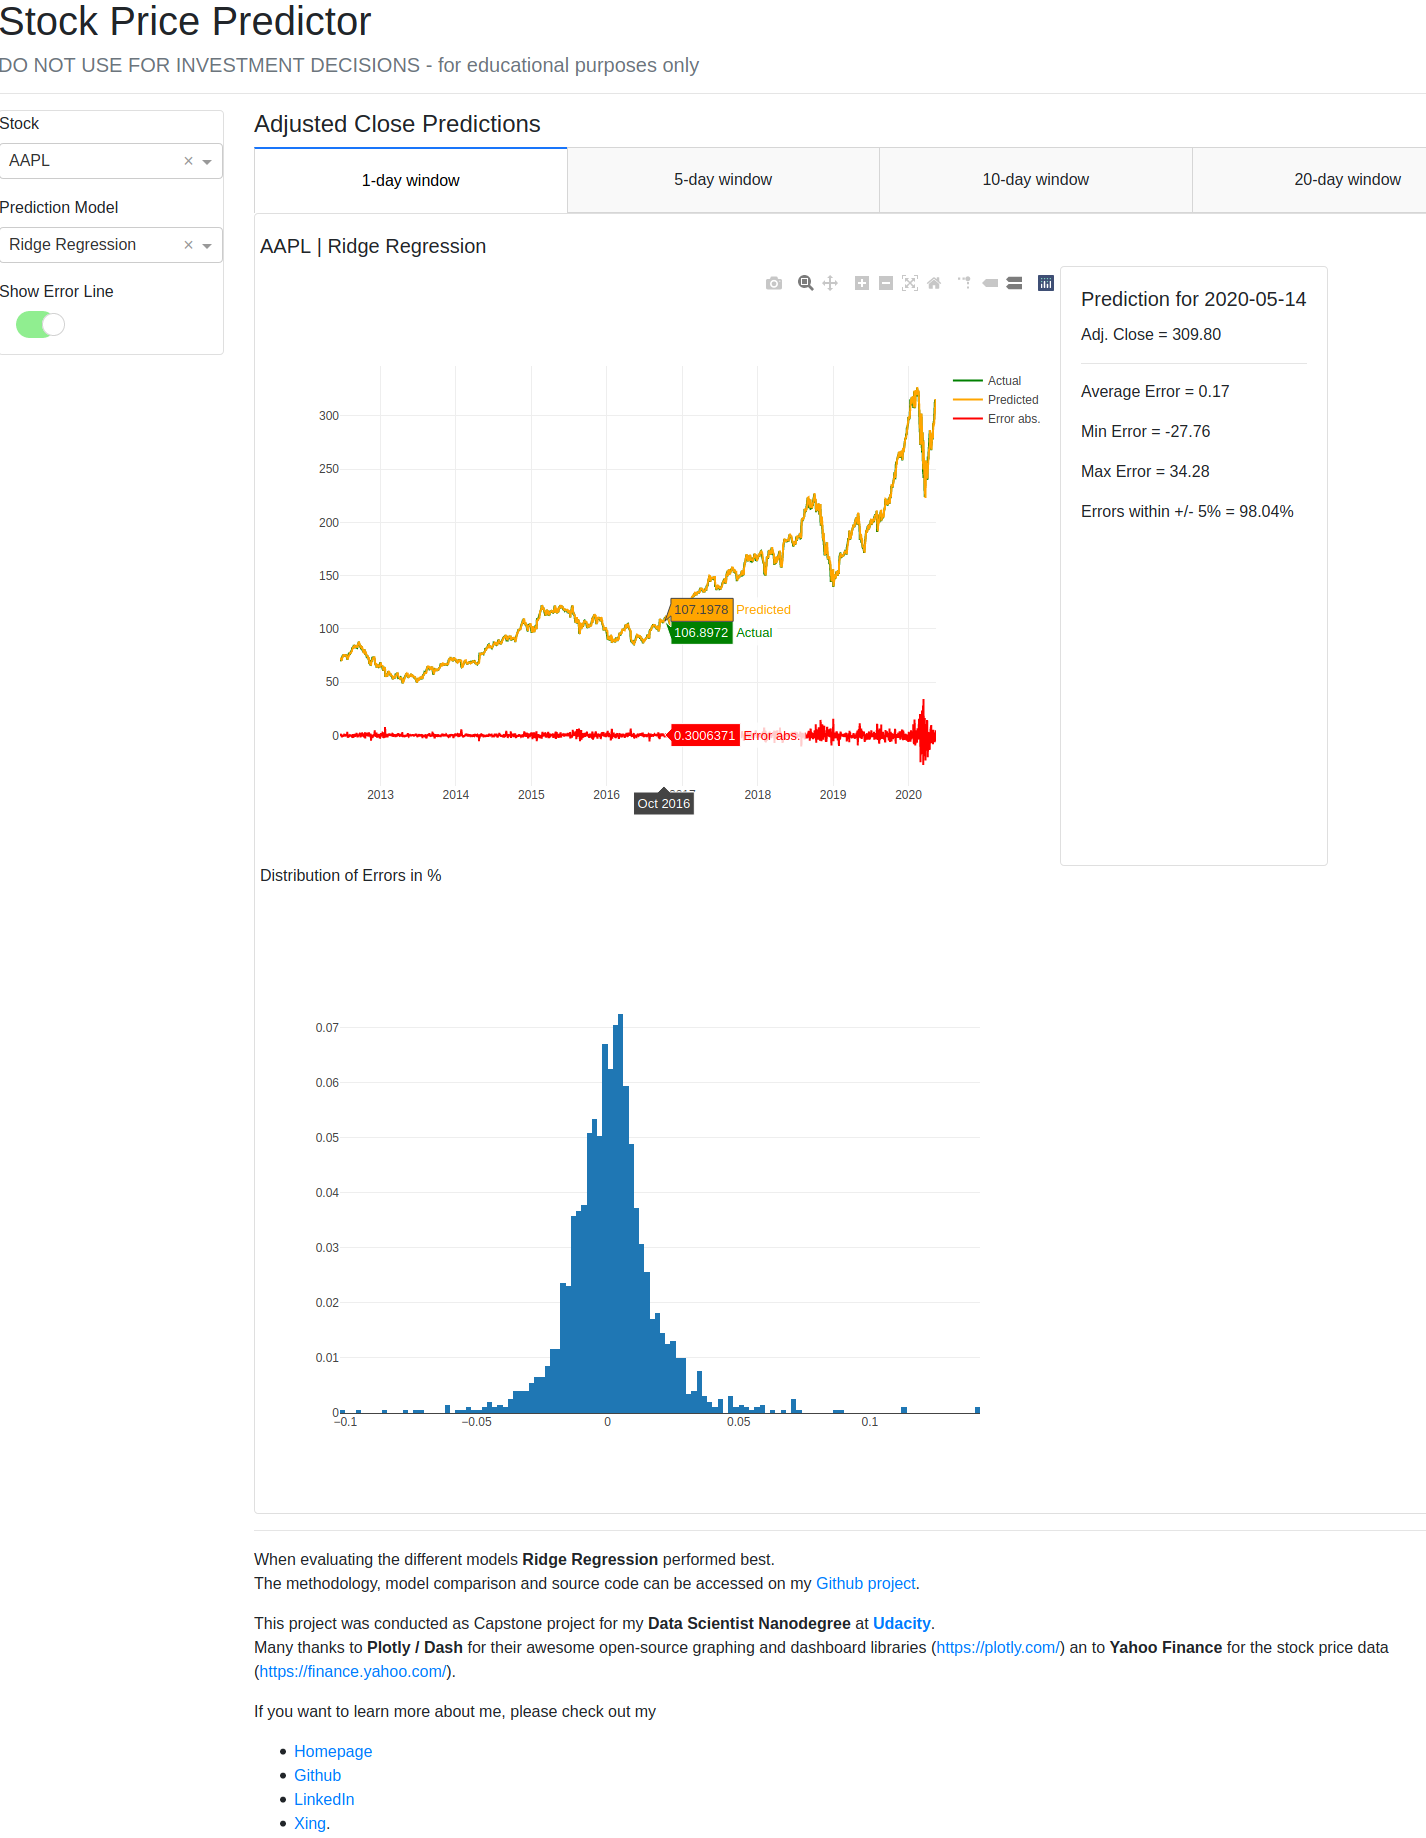 Stock Price Predictor
DO NOT USE FOR INVESTMENT DECISIONS - for educational purposes only
Stock
AAPL
Prediction Model
Ridge Regression
Show Error Line
Adjusted Close Predictions
1-day window
5-day window
10-day window
20-day window
AAPL | Ridge Regression
Actual
Predicted
Error abs.
300
250
200
150
100
50
0
107.1978 Predicted
106.8972 Actual
0.3006371 Error abs.
2013
2014
2015
2016
2018
2019
2020
Oct 2016
Prediction for 2020-05-14
Adj. Close = 309.80
Average Error = 0.17
Min Error = -27.76
Max Error = 34.28
Errors within +/- 5% = 98.04%
Distribution of Errors in %
0.07
0.06
0.05
0.04
0.03
0.02
0.01
0
−0.1
−0.05
0
0.05
0.1
When evaluating the different models Ridge Regression performed best.
The methodology, model comparison and source code can be accessed on my Github project.
This project was conducted as Capstone project for my Data Scientist Nanodegree at Udacity.
Many thanks to Plotly / Dash for their awesome open-source graphing and dashboard libraries (https://plotly.com/) an to Yahoo Finance for the stock price data
(https://finance.yahoo.com/).
If you want to learn more about me, please check out my
Homepage
Github
LinkedIn
Xing.